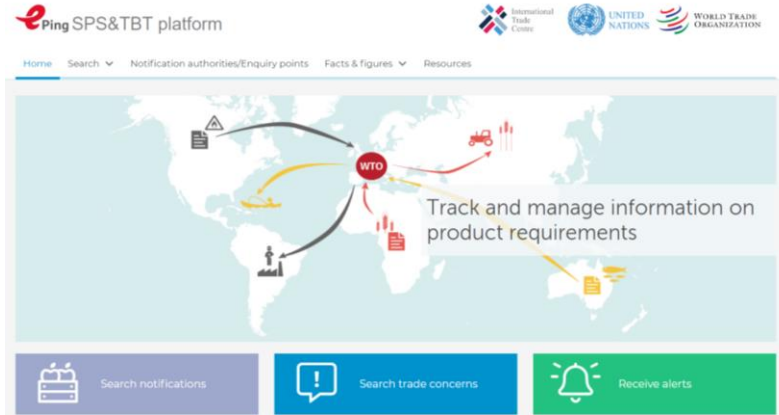 ePing SPS&TBT platform
International
Trade
Centre
UNITED
NATIONS
WORLD TRADE
ORGANIZATION
Home Search Notification authorities/Enquiry points Facts & figures Resources
WTO
Track and manage information on
product requirements
Search notifications Search trade concerns Receive alerts